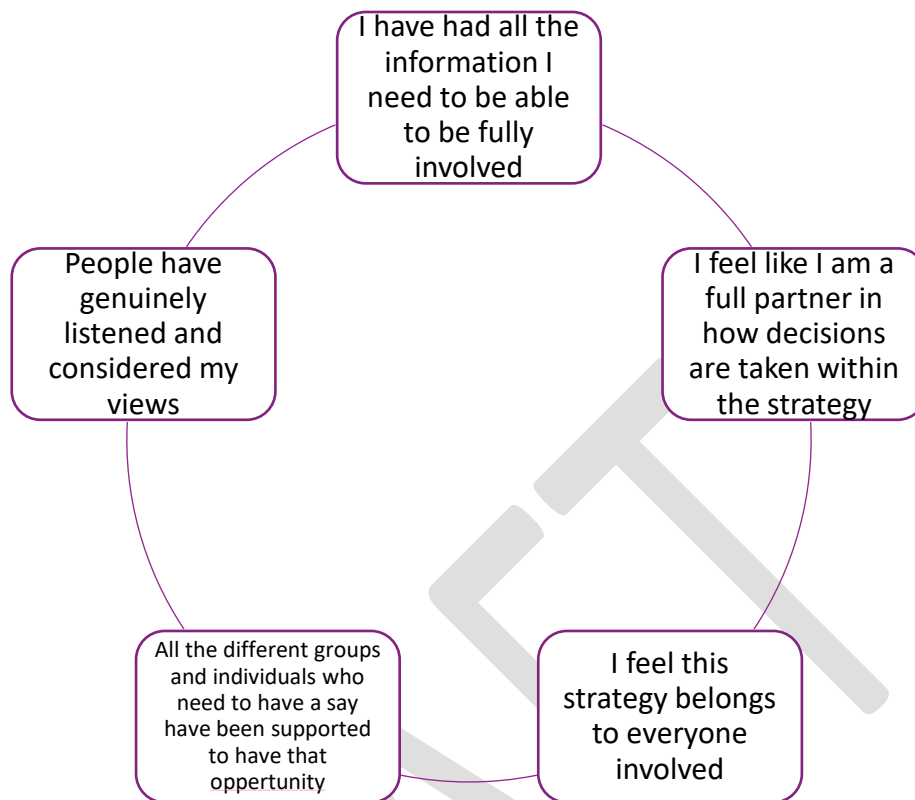 I have had all the
information I
need to be able
to be fully
involved
I feel like I am a
full partner in
how decisions
are taken within
the strategy
I feel this
strategy belongs
to everyone
involved
All the different groups
and individuals who
need to have a say
have been supported
to have that
oppertunity
People have
genuinely
listened and
considered my
views